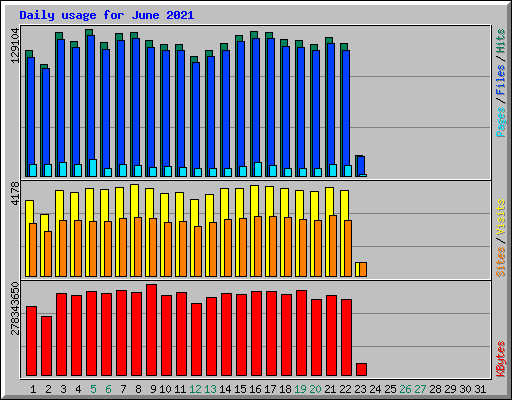 Daily usage for June 2021
129104
Pages / Files / Hits
4178
Sites / Visits
278343650
KBytes
1 2 3 4 5 6 7 8 9 10 11 12 13 14 15 16 17 18 19 20 21 22 23 24 25 26 27 28 29 30 31